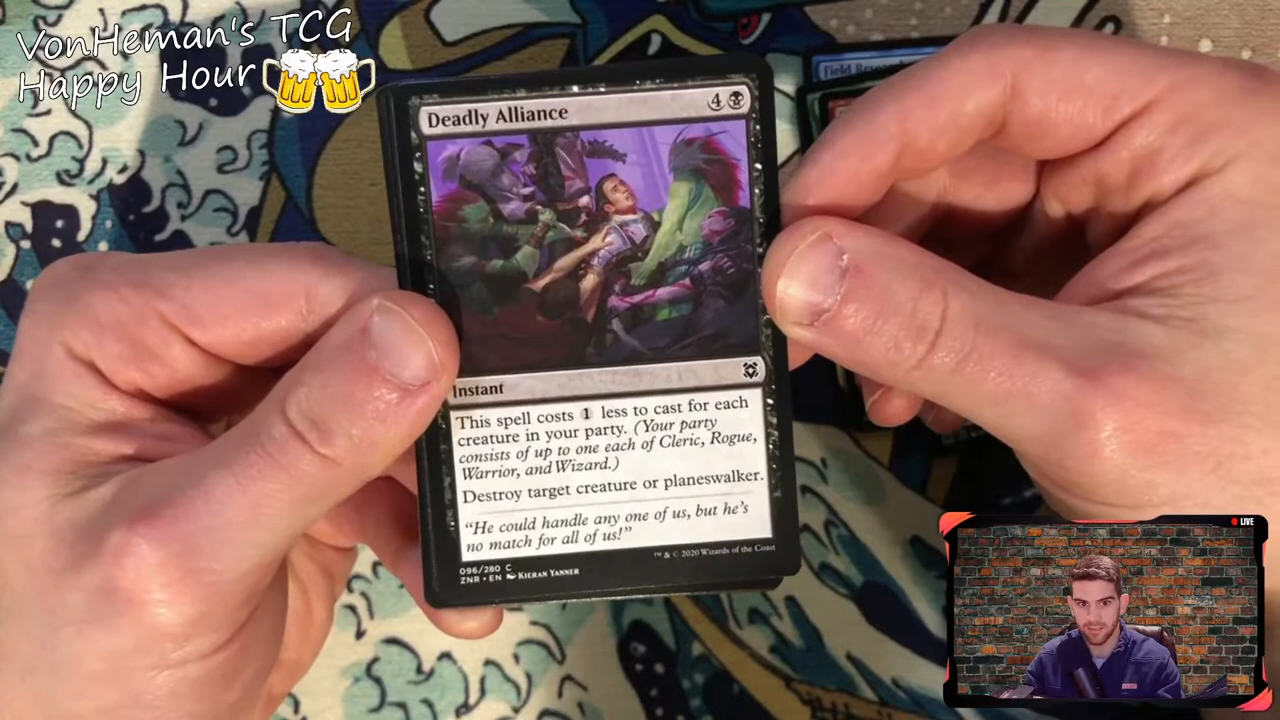 VonHeman's TCG
Happy Hour
Field
Deadly Alliance 4
Instant
This spell costs 1 less to cast for each
creature in your party. (Your party
consists of up to one each of Cleric, Rogue,
Warrior, and Wizard.)
Destroy target creature or planeswalker.
"He could handle any one of us, but he's
no match for all of us!"
096/280 C
ZNR • EN KIERAN YANNER
™ & © 2020 Wizards of the Coast
LIVE